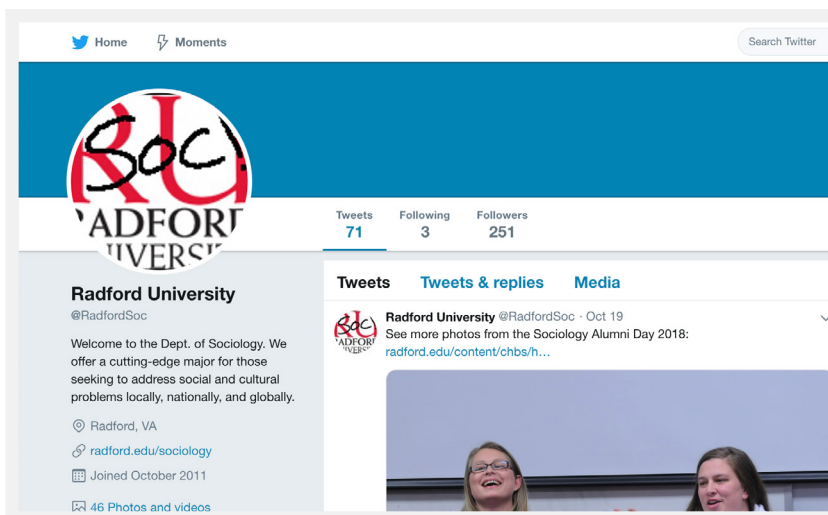 Home
Moments
Search Twitter
RU
Soc
RADFORD
UNIVERSI
Tweets
71
Following
3
Followers
251
Radford University
@RadfordSoc
Welcome to the Dept. of Sociology. We
offer a cutting-edge major for those
seeking to address social and cultural
problems locally, nationally, and globally.
Radford, VA
radford.edu/sociology
Joined October 2011
46 Photos and videos
Tweets
Tweets & replies
Media
Radford University @RadfordSoc · Oct 19
See more photos from the Sociology Alumni Day 2018:
radford.edu/content/chbs/h…